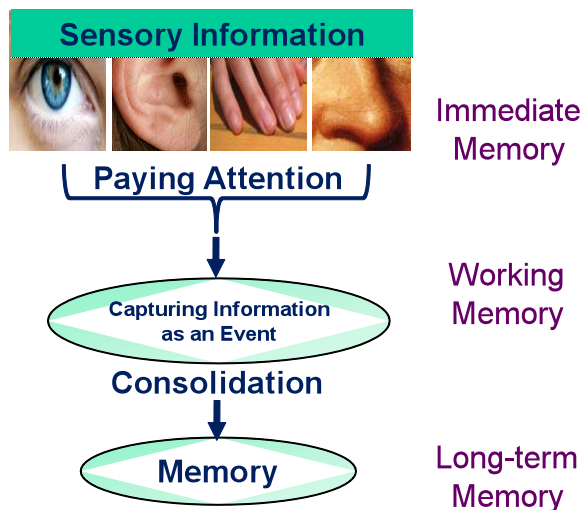 Sensory Information
Immediate
Memory
Paying Attention
Capturing Information
as an Event
Working
Memory
Consolidation
Memory
Long-term
Memory